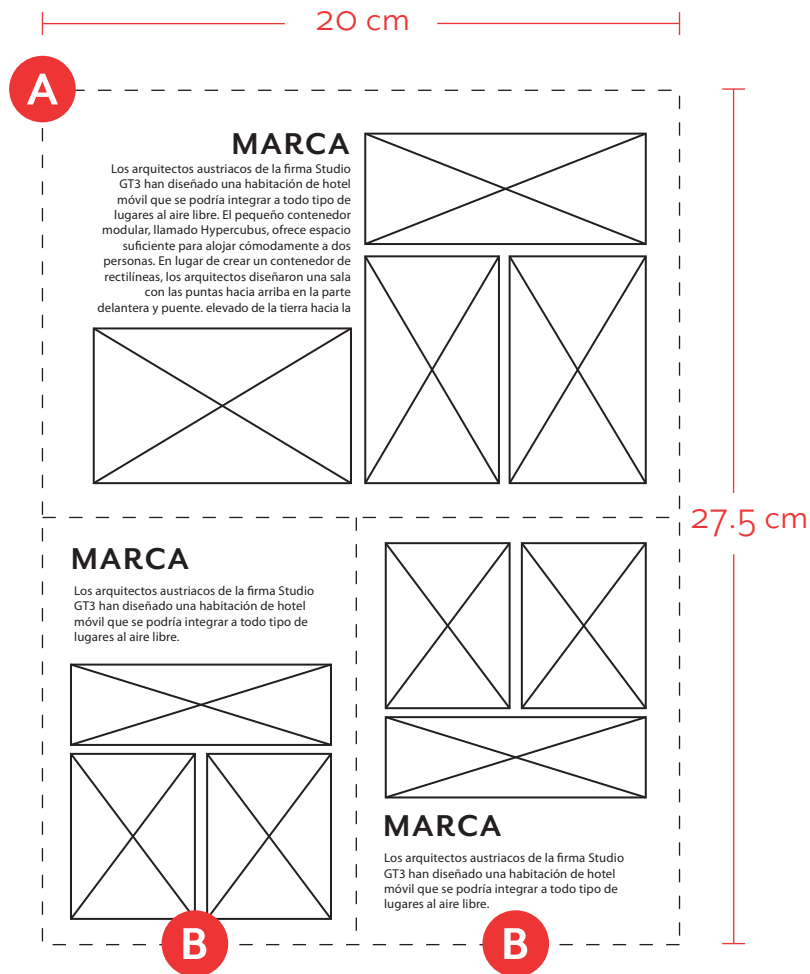 20 cm
A
MARCA
Los arquitectos austriacos de la firma Studio
GT3 han diseñado una habitación de hotel
móvil que se podría integrar a todo tipo de
lugares al aire libre. El pequeño contenedor
modular, llamado Hypercubus, ofrece espacio
suficiente para alojar cómodamente a dos
personas. En lugar de crear un contenedor de
rectilíneas, los arquitectos diseñaron una sala
con las puntas hacia arriba en la parte
delantera y puente. elevado de la tierra hacia la
27.5 cm
MARCA
Los arquitectos austriacos de la firma Studio
GT3 han diseñado una habitación de hotel
móvil que se podría integrar a todo tipo de
lugares al aire libre.
B
MARCA
Los arquitectos austriacos de la firma Studio
GT3 han diseñado una habitación de hotel
móvil que se podría integrar a todo tipo de
lugares al aire libre.
B